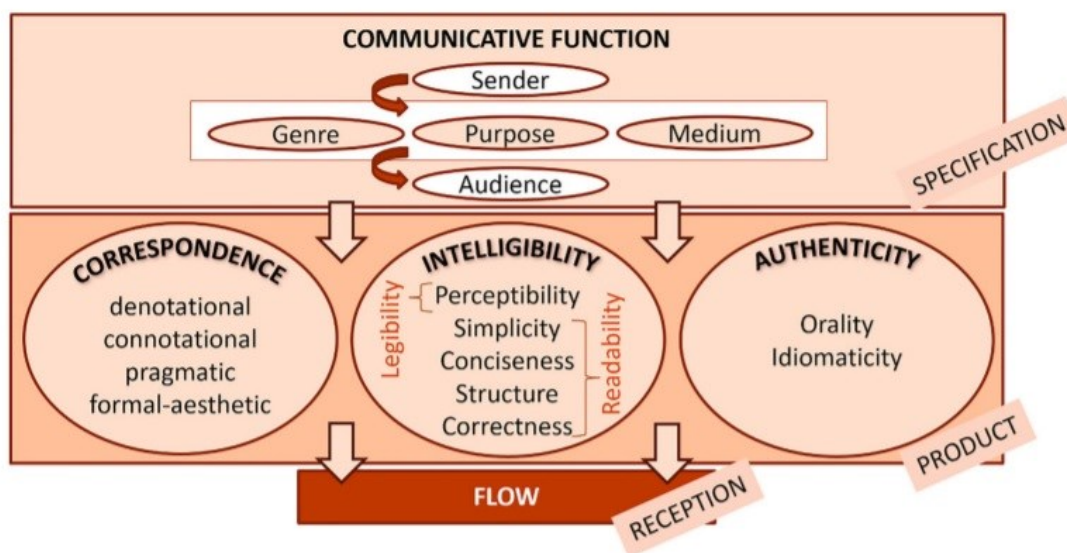 COMMUNICATIVE FUNCTION
Sender
Genre
Purpose
Medium
Audience
SPECIFICATION
CORRESPONDENCE
denotational
connotational
pragmatic
formal-aesthetic
INTELLIGIBILITY
Legibility
Perceptibility
Simplicity
Conciseness
Structure
Correctness
Readability
AUTHENTICITY
Orality
Idiomaticity
PRODUCT
FLOW
RECEPTION